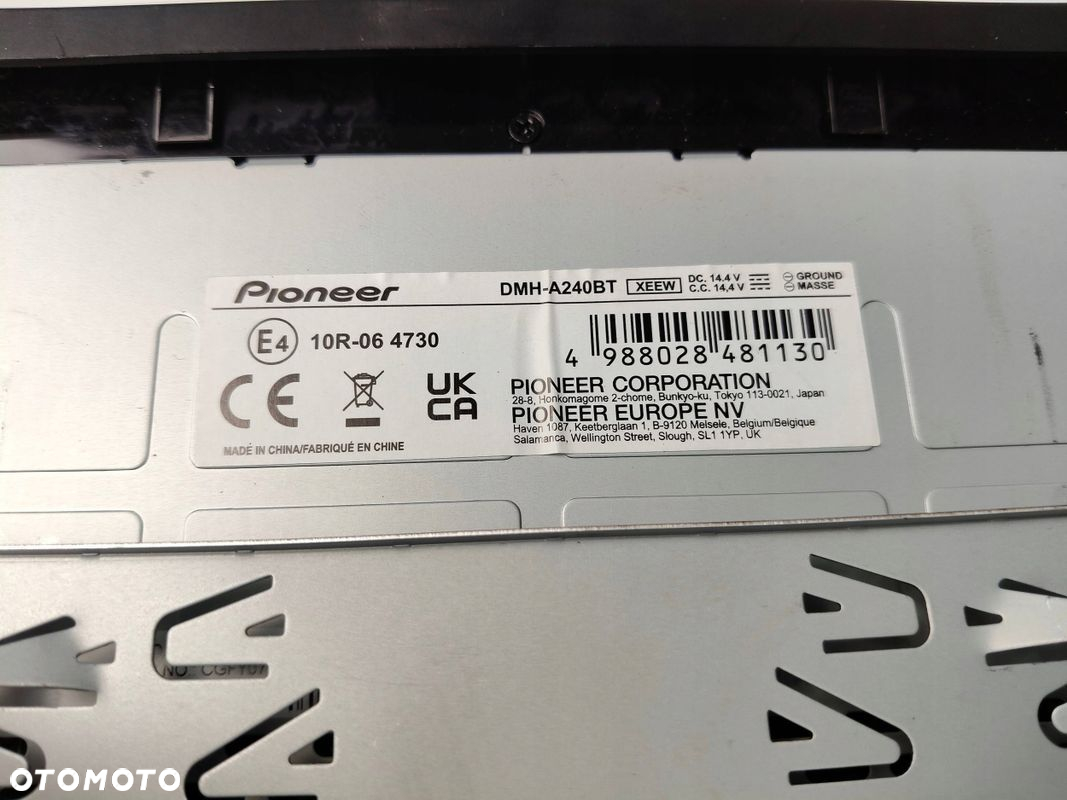 Pioneer
DMH-A240BT XEEW DC. 14.4 V GROUND
C.C. 14,4 V MASSE
E4 10R-06 4730
4 988028 481130
CE UK CA
PIONEER CORPORATION
28-8, Honkomagome 2-chome, Bunkyo-ku, Tokyo 113-0021, Japan
PIONEER EUROPE NV
Haven 1087, Keetberglaan 1, B-9120 Melsele, Belgium/Belgique
Salamanca, Wellington Street, Slough, SL1 1YP, UK
MADE IN CHINA/FABRIQUÉ EN CHINE
NO.
OTOMOTO